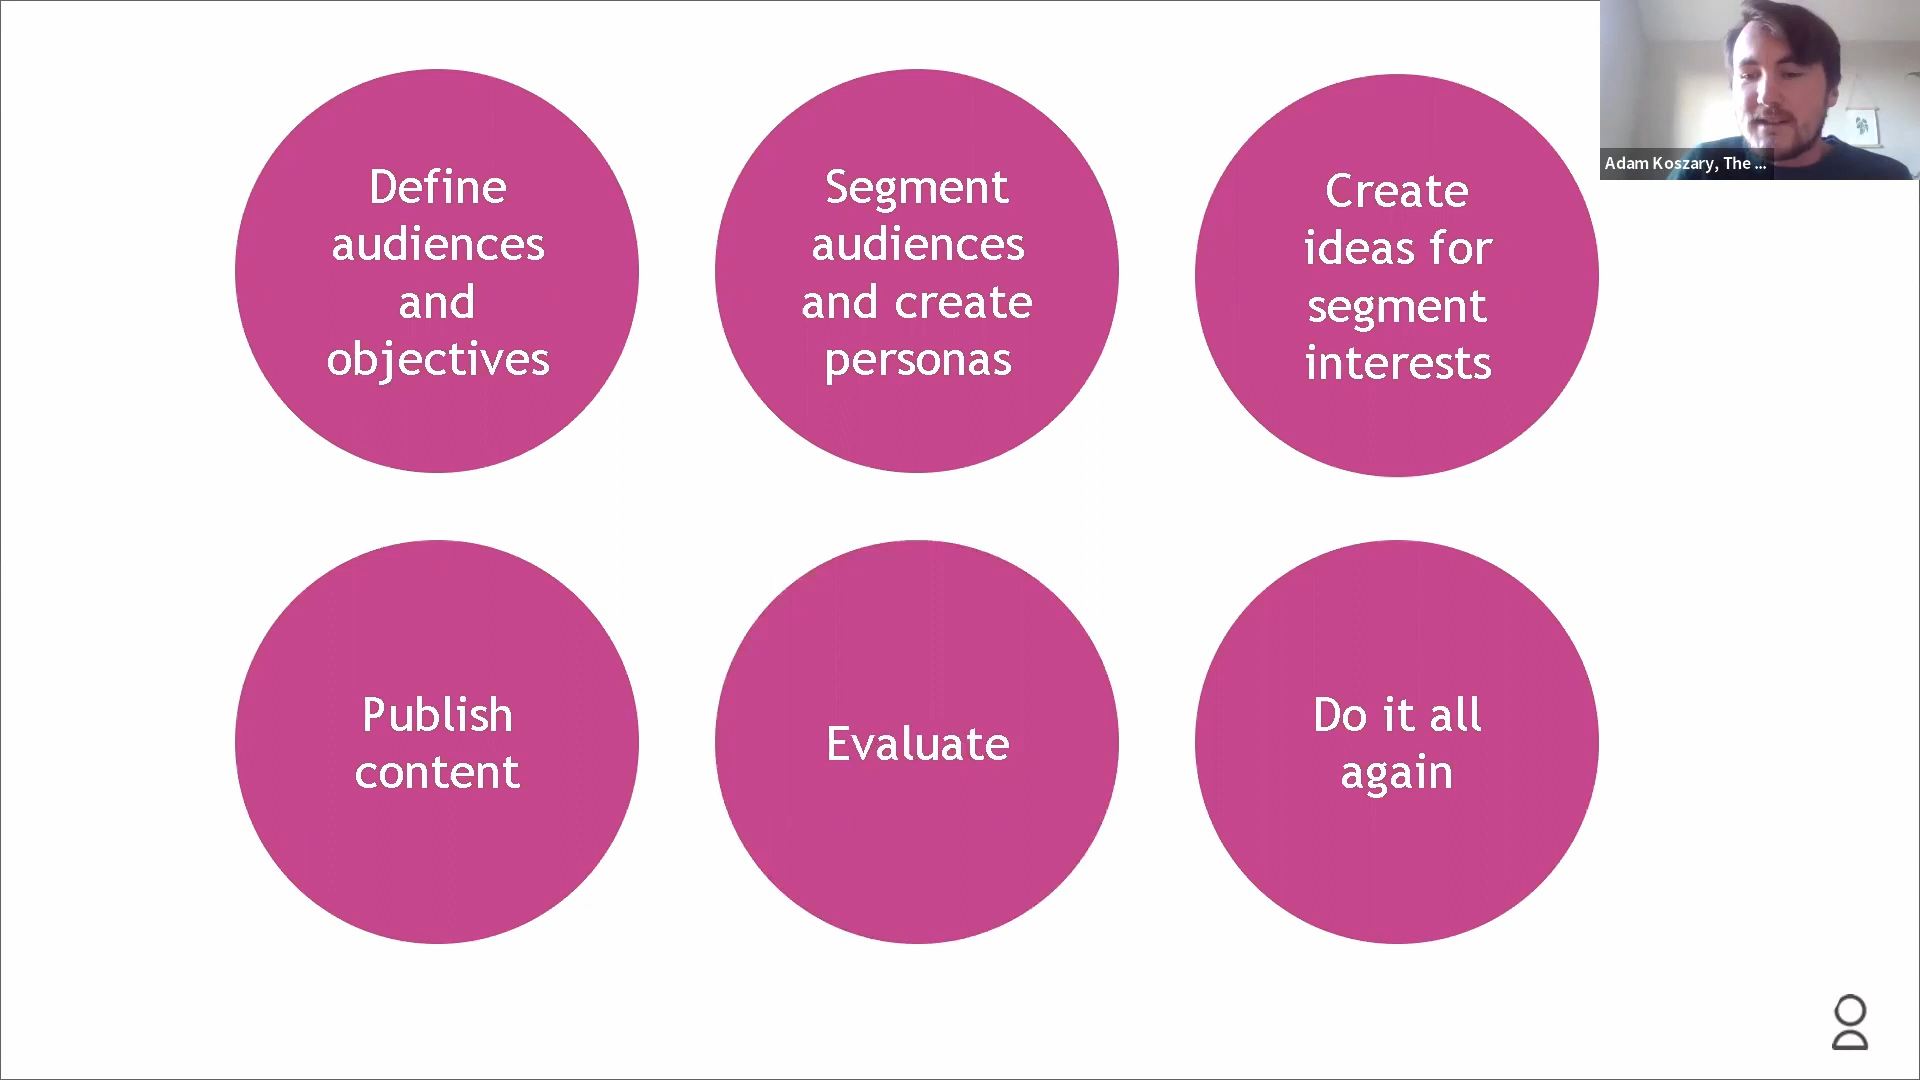 Define
audiences
and
objectives
Segment
audiences
and create
personas
Create
ideas for
segment
interests
Publish
content
Evaluate
Do it all
again
Adam Koszary, The ...